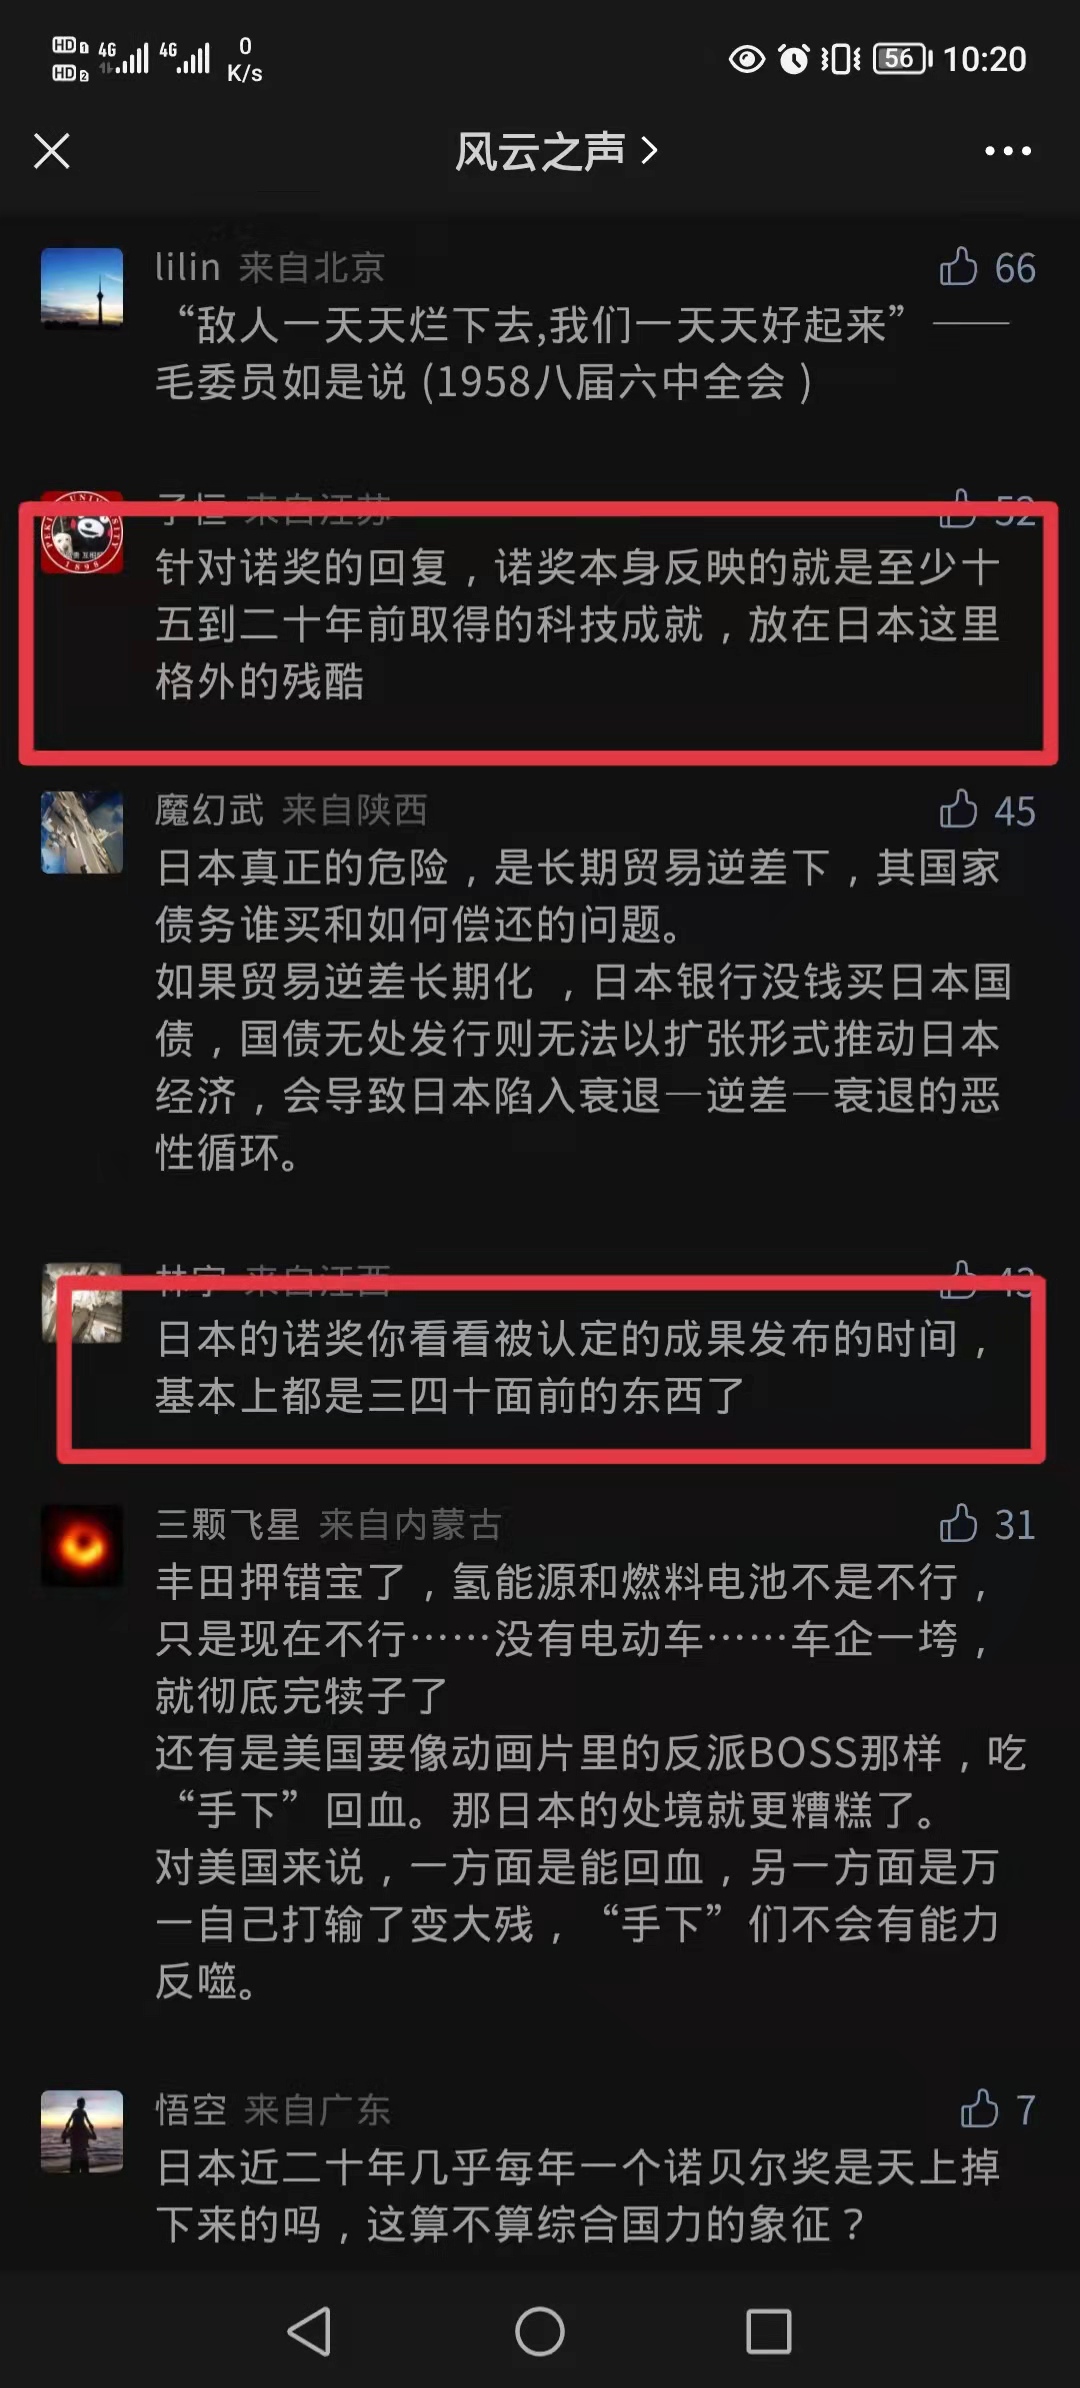 HD 1 4G 4G 0 56 10:20
HD 2 K/s
风云之声
lilin 来自北京 66
“敌人一天天烂下去,我们一天天好起来”——
毛委员如是说 (1958八届六中全会 )
子恒 来自江苏 52
针对诺奖的回复，诺奖本身反映的就是至少十
五到二十年前取得的科技成就，放在日本这里
格外的残酷
魔幻武 来自陕西 45
日本真正的危险，是长期贸易逆差下，其国家
债务谁买和如何偿还的问题。
如果贸易逆差长期化 ，日本银行没钱买日本国
债，国债无处发行则无法以扩张形式推动日本
经济，会导致日本陷入衰退—逆差—衰退的恶
性循环。
林宇 来自江西 43
日本的诺奖你看看被认定的成果发布的时间，
基本上都是三四十面前的东西了
三颗飞星 来自内蒙古 31
丰田押错宝了，氢能源和燃料电池不是不行，
只是现在不行……没有电动车……车企一垮，
就彻底完犊子了
还有是美国要像动画片里的反派BOSS那样，吃
“手下”回血。那日本的处境就更糟糕了。
对美国来说，一方面是能回血，另一方面是万
一自己打输了变大残，“手下”们不会有能力
反噬。
悟空 来自广东 7
日本近二十年几乎每年一个诺贝尔奖是天上掉
下来的吗，这算不算综合国力的象征？